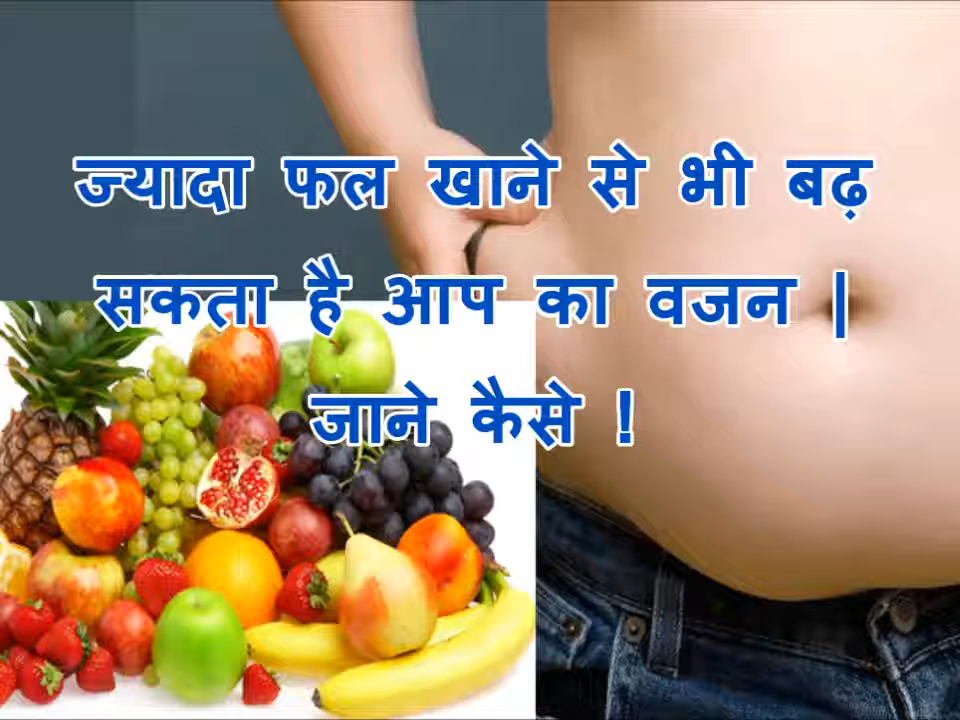 ज्यादा फल खाने से भी बढ़
सकता है आप का वजन |
जाने कैसे !